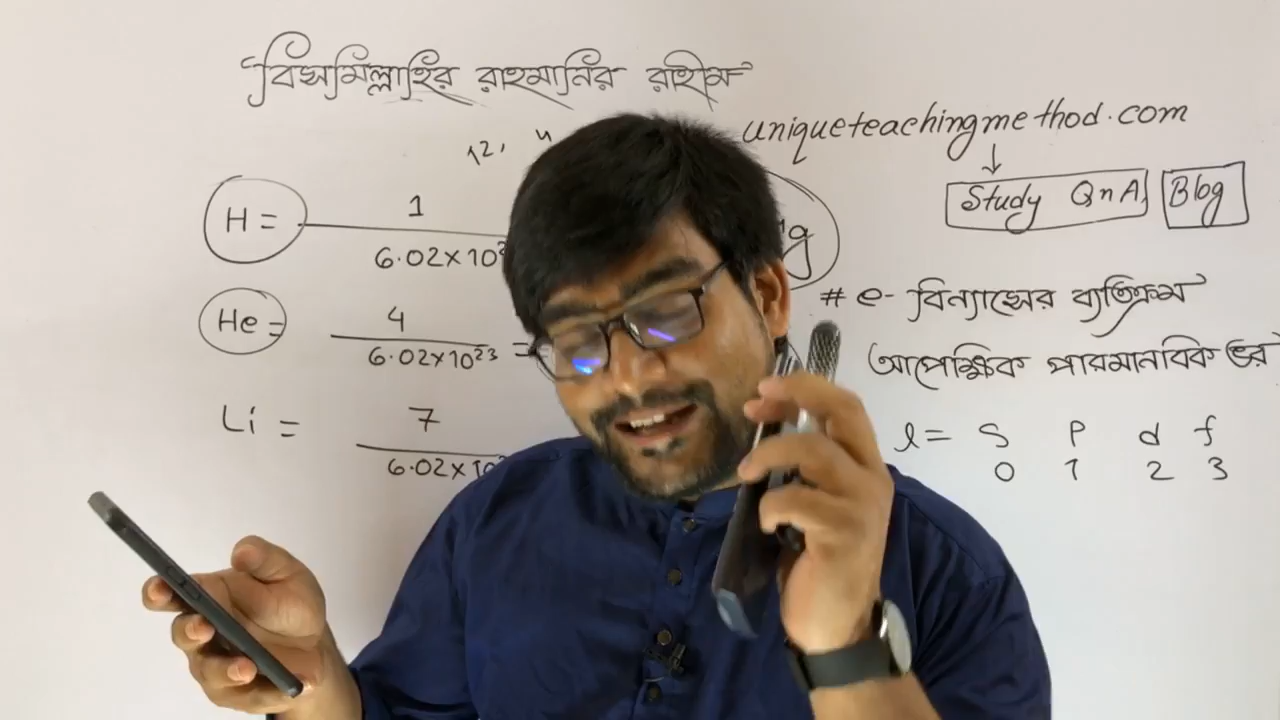 বিসমিল্লাহির রাহমানির রাহীম
uniqueteachingmethod.com
Study QnA
Blog
12,
H = 1
6.02×10
He = 4
6.02×10²³ =
Li = 7
6.02×10
# e- বিন্যাসের ব্যতিক্রম
আপেক্ষিক পারমানবিক ভর
l = s p d f
0 1 2 3